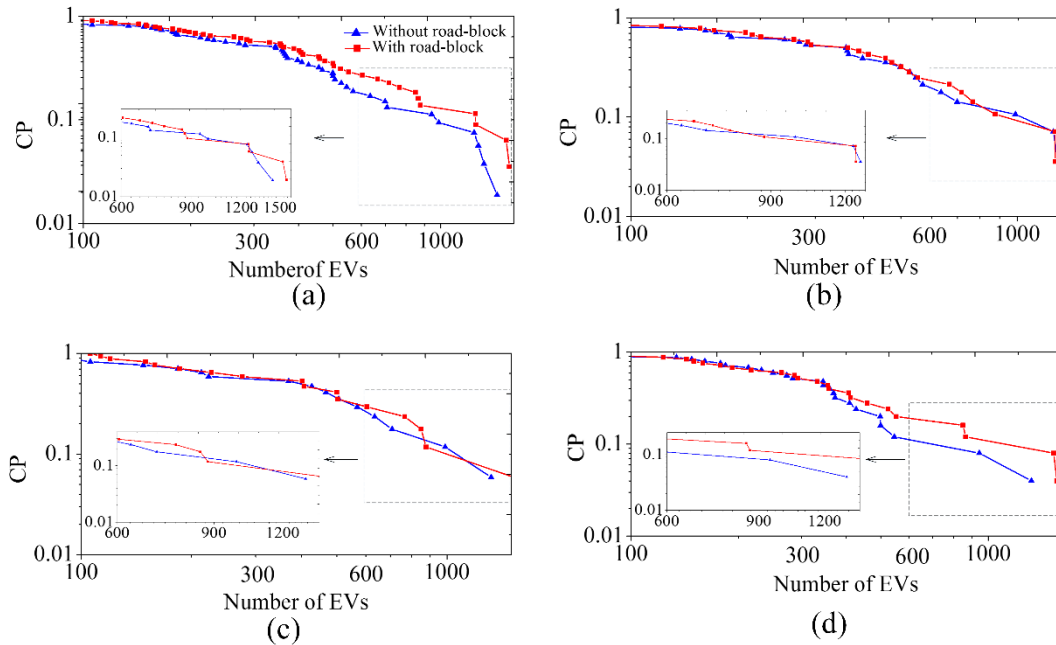 1
Without road-block
With road-block
CP
0.1
0.1
0.01
600 900 1200 1500
0.01
100 300 600 1000
Numberof EVs
(a)
1
CP
0.1
0.1
0.01
600 900 1200
0.01
100 300 600 1000
Number of EVs
(b)
1
CP
0.1
0.1
0.01
600 900 1200
0.01
100 300 600 1000
Number of EVs
(c)
1
CP
0.1
0.1
0.01
600 900 1200
0.01
100 300 600 1000
Number of EVs
(d)